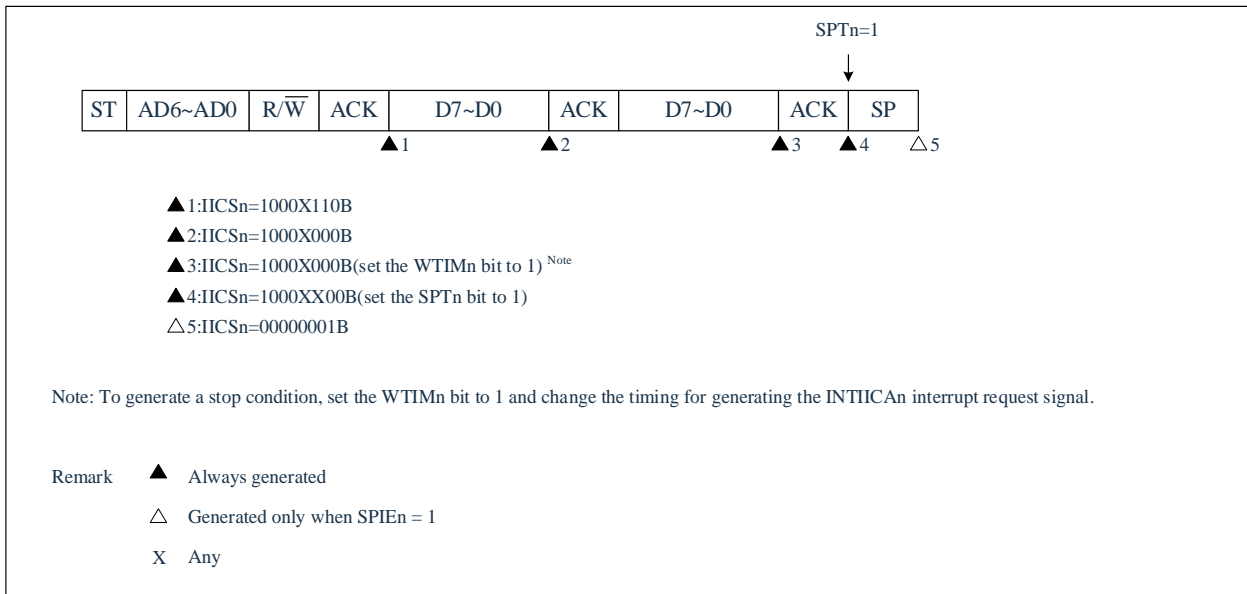 SPTn=1
ST AD6~AD0 R/W̅ ACK D7~D0 ACK D7~D0 ACK SP
▲1 ▲2 ▲3 ▲4 △5
▲1:IICSn=1000X110B
▲2:IICSn=1000X000B
▲3:IICSn=1000X000B(set the WTIMn bit to 1) Note
▲4:IICSn=1000XX00B(set the SPTn bit to 1)
△5:IICSn=00000001B
Note: To generate a stop condition, set the WTIMn bit to 1 and change the timing for generating the INTIICAn interrupt request signal.
Remark ▲ Always generated
△ Generated only when SPIEn = 1
X Any